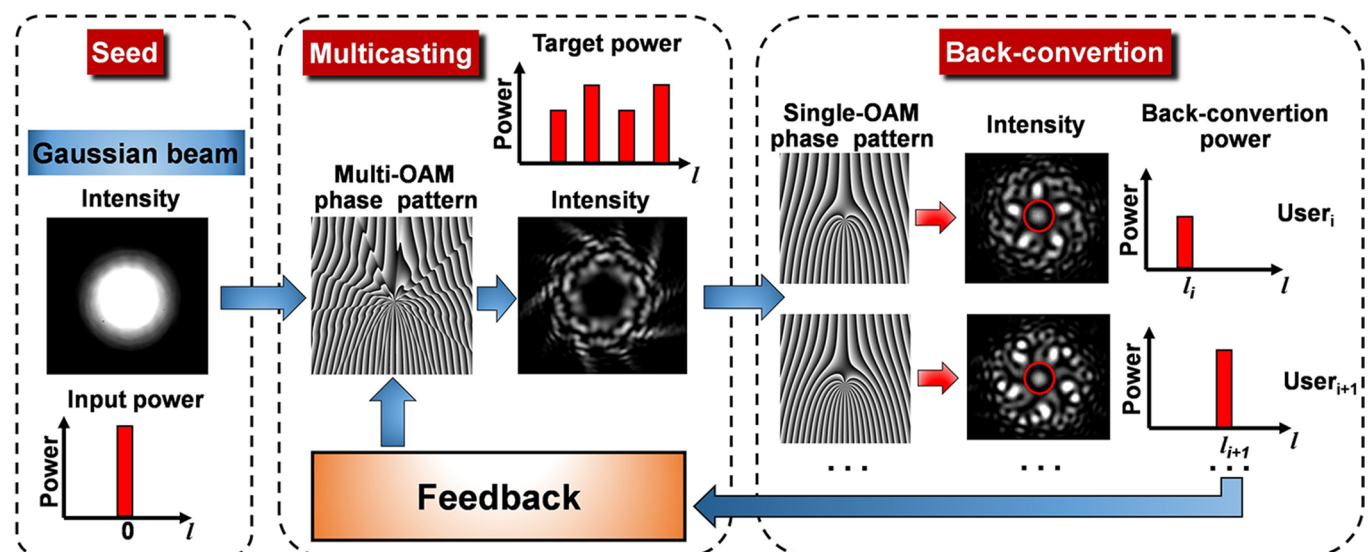 Seed
Gaussian beam
Intensity
Input power
Power
0
l
Multicasting
Target power
Power
l
Multi-OAM
phase pattern
Intensity
Feedback
Back-convertion
Single-OAM
phase pattern
Intensity
Back-convertion
power
Power
l
li
Useri
Power
l
li+1
Useri+1
... ... ...